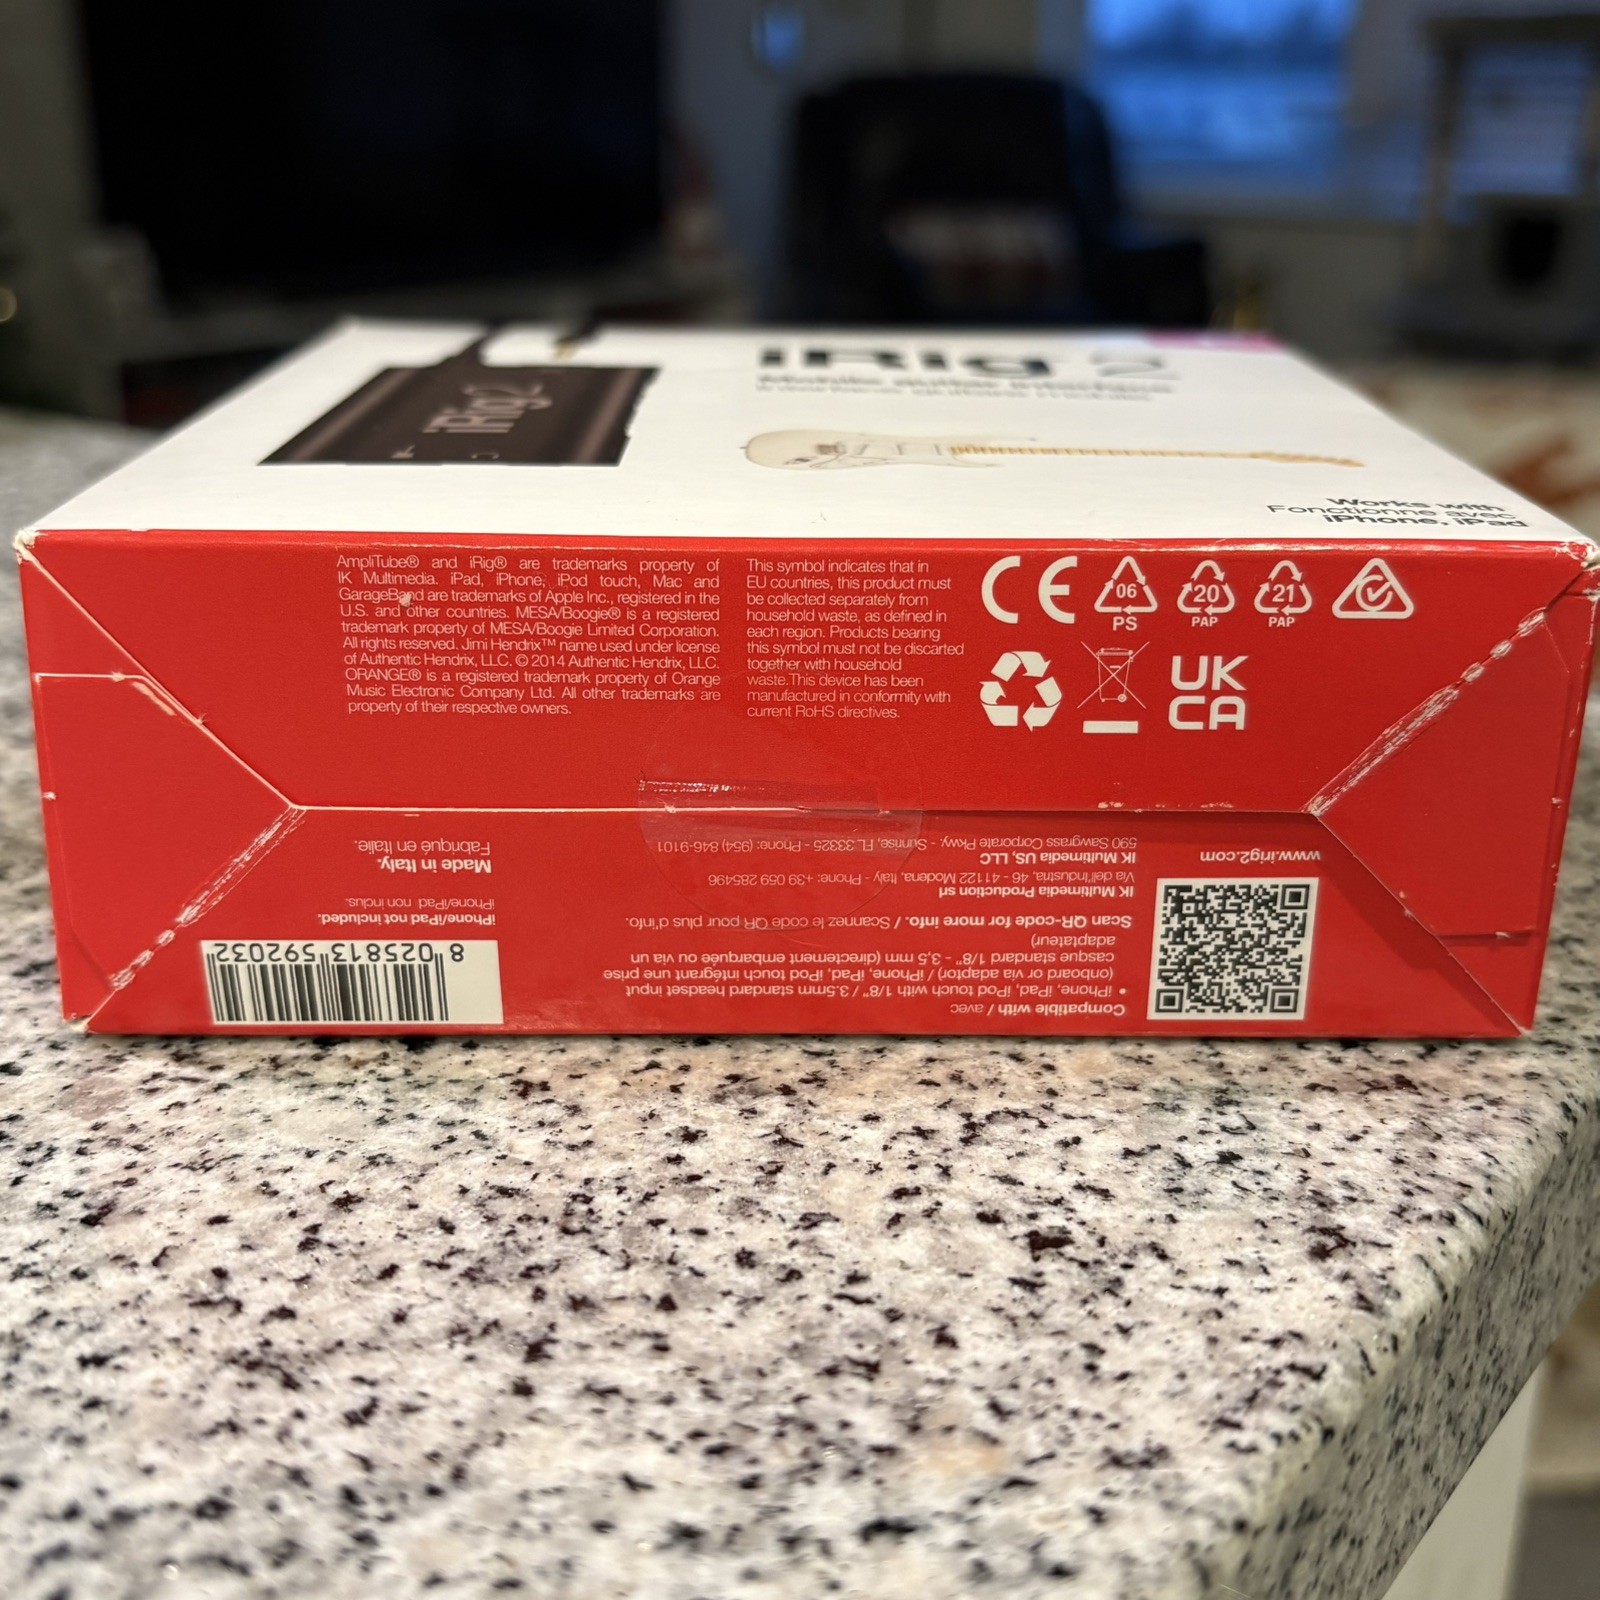 iRig 2
Mobile guitar interface
iRig2
Works with
Fonctionne avec
iPhone, iPad
AmpliTube® and iRig® are trademarks property of
IK Multimedia. iPad, iPhone, iPod touch, Mac and
GarageBand are trademarks of Apple Inc., registered in the
U.S. and other countries. MESA/Boogie® is a registered
trademark property of MESA/Boogie Limited Corporation.
All rights reserved. Jimi Hendrix™ name used under license
of Authentic Hendrix, LLC. © 2014 Authentic Hendrix, LLC.
ORANGE® is a registered trademark property of Orange
Music Electronic Company Ltd. All other trademarks are
property of their respective owners.
This symbol indicates that in
EU countries, this product must
be collected separately from
household waste, as defined in
each region. Products bearing
this symbol must not be discarted
together with household
waste.This device has been
manufactured in conformity with
current RoHS directives.
CE
06
PS
20
PAP
21
PAP
UK
CA
Compatible with / avec
• iPhone, iPad, iPod touch with 1/8" / 3.5mm standard headset input
(onboard or via adaptor) / iPhone, iPad, iPod touch intégrant une prise
casque standard 1/8" - 3,5 mm (directement embarquée ou via un
adaptateur)
Scan QR-code for more info. / Scannez le code QR pour plus d'info.
IK Multimedia Production srl
Via dell'Industria, 46 - 41122 Modena, Italy - Phone: +39 059 285496
IK Multimedia US, LLC
590 Sawgrass Corporate Pkwy. - Sunrise, FL 33325 - Phone: (954) 846-9101
www.irig2.com
8 025813 592032
iPhone/iPad not included.
iPhone/iPad non inclus.
Made in Italy.
Fabriqué en Italie.